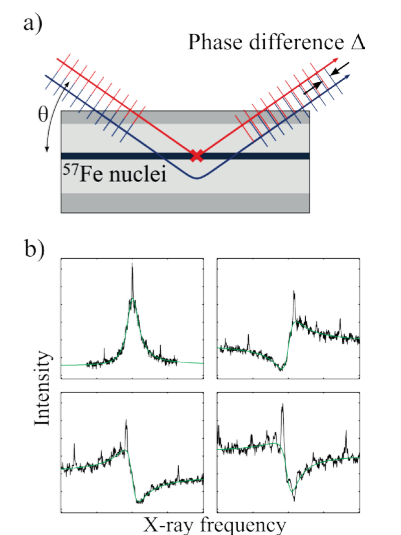 a)
Phase difference Δ
θ
⁵⁷Fe nuclei
b)
Intensity
X-ray frequency